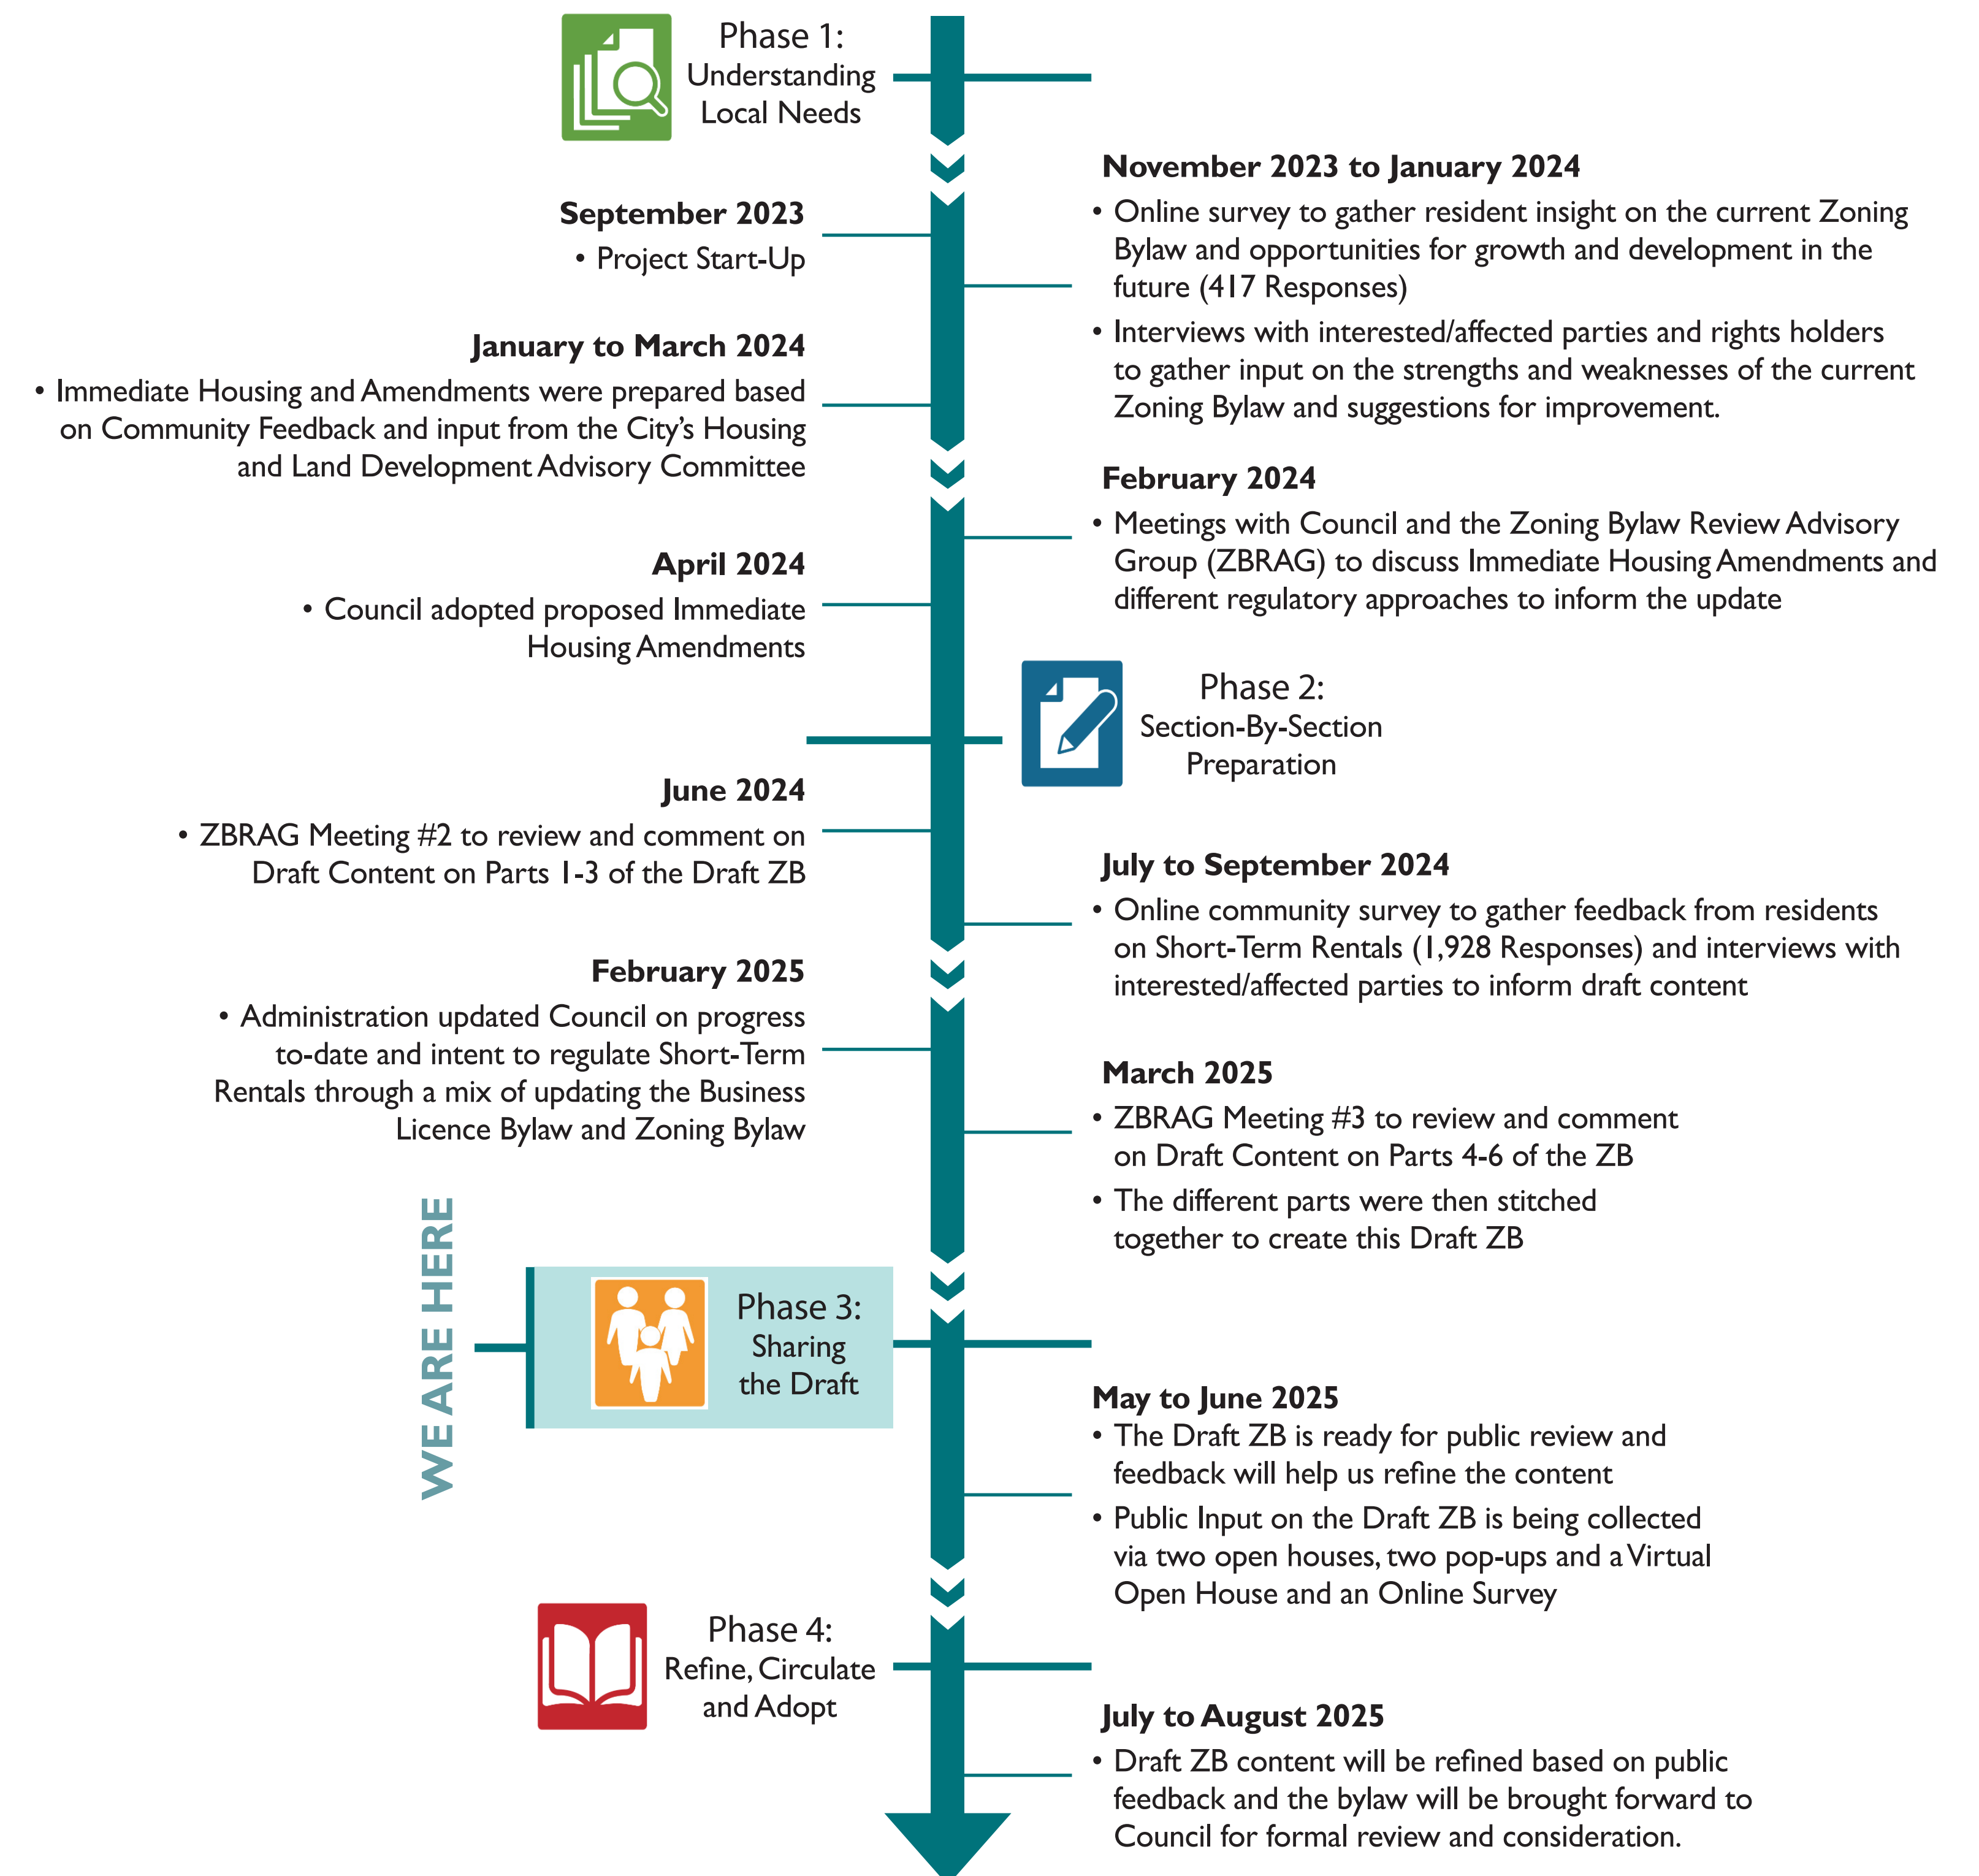 Phase 1:
Understanding
Local Needs
September 2023
• Project Start-Up
November 2023 to January 2024
• Online survey to gather resident insight on the current Zoning
Bylaw and opportunities for growth and development in the
future (417 Responses)
• Interviews with interested/affected parties and rights holders
to gather input on the strengths and weaknesses of the current
Zoning Bylaw and suggestions for improvement.
January to March 2024
• Immediate Housing and Amendments were prepared based
on Community Feedback and input from the City's Housing
and Land Development Advisory Committee
February 2024
• Meetings with Council and the Zoning Bylaw Review Advisory
Group (ZBRAG) to discuss Immediate Housing Amendments and
different regulatory approaches to inform the update
April 2024
• Council adopted proposed Immediate
Housing Amendments
Phase 2:
Section-By-Section
Preparation
June 2024
• ZBRAG Meeting #2 to review and comment on
Draft Content on Parts 1-3 of the Draft ZB
July to September 2024
• Online community survey to gather feedback from residents
on Short-Term Rentals (1,928 Responses) and interviews with
interested/affected parties to inform draft content
February 2025
• Administration updated Council on progress
to-date and intent to regulate Short-Term
Rentals through a mix of updating the Business
Licence Bylaw and Zoning Bylaw
March 2025
• ZBRAG Meeting #3 to review and comment
on Draft Content on Parts 4-6 of the ZB
• The different parts were then stitched
together to create this Draft ZB
WE ARE HERE
Phase 3:
Sharing
the Draft
May to June 2025
• The Draft ZB is ready for public review and
feedback will help us refine the content
• Public Input on the Draft ZB is being collected
via two open houses, two pop-ups and a Virtual
Open House and an Online Survey
Phase 4:
Refine, Circulate
and Adopt
July to August 2025
• Draft ZB content will be refined based on public
feedback and the bylaw will be brought forward to
Council for formal review and consideration.